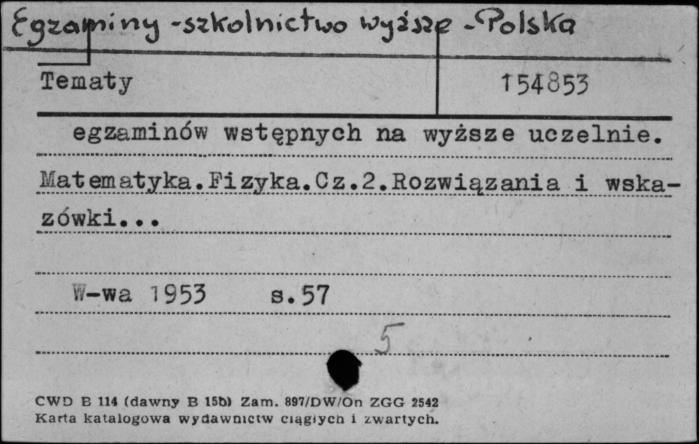 Egzaminy - szkolnictwo wyższe - Polska
Tematy 154853
egzaminów wstępnych na wyższe uczelnie.
Matematyka.Fizyka.Cz.2.Rozwiązania i wska-
zówki...
W-wa 1953 s.57
5
CWD B 114 (dawny B 15b) Zam. 897/DW/On ZGG 2542
Karta katalogowa wydawnictw ciągłych i zwartych.